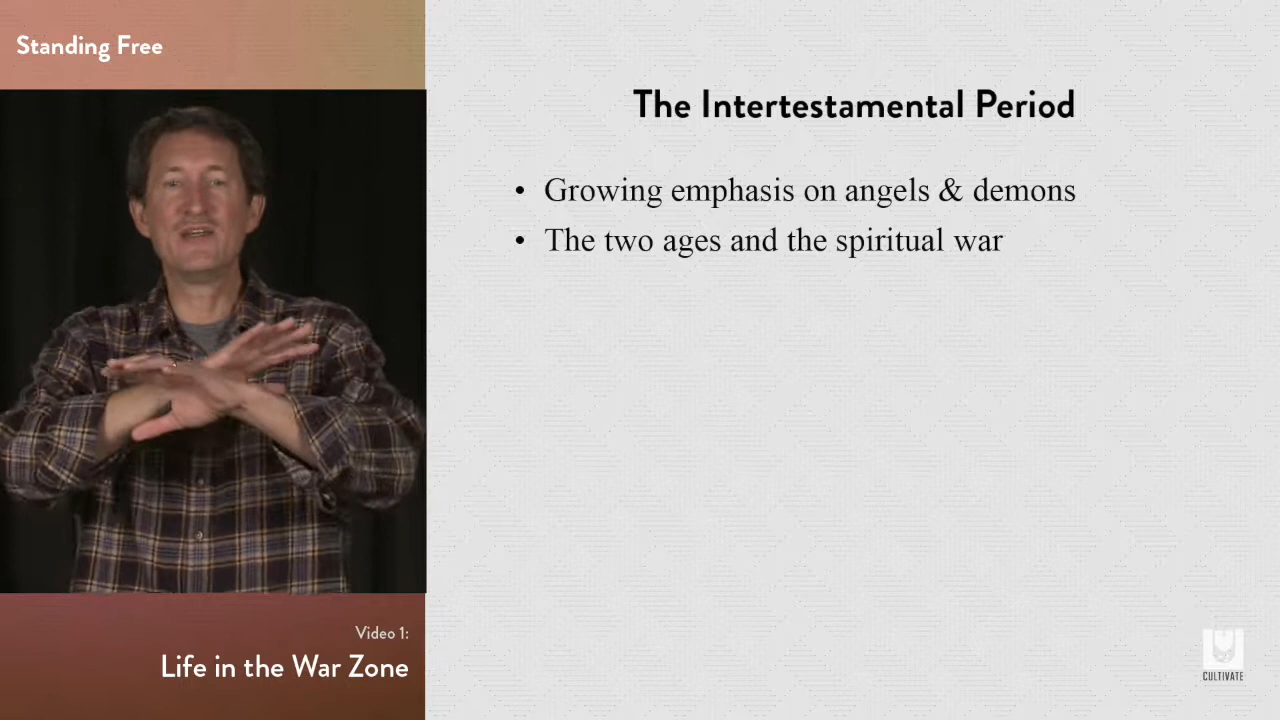 Standing Free
The Intertestamental Period
• Growing emphasis on angels & demons
• The two ages and the spiritual war
Video 1:
Life in the War Zone
CULTIVATE